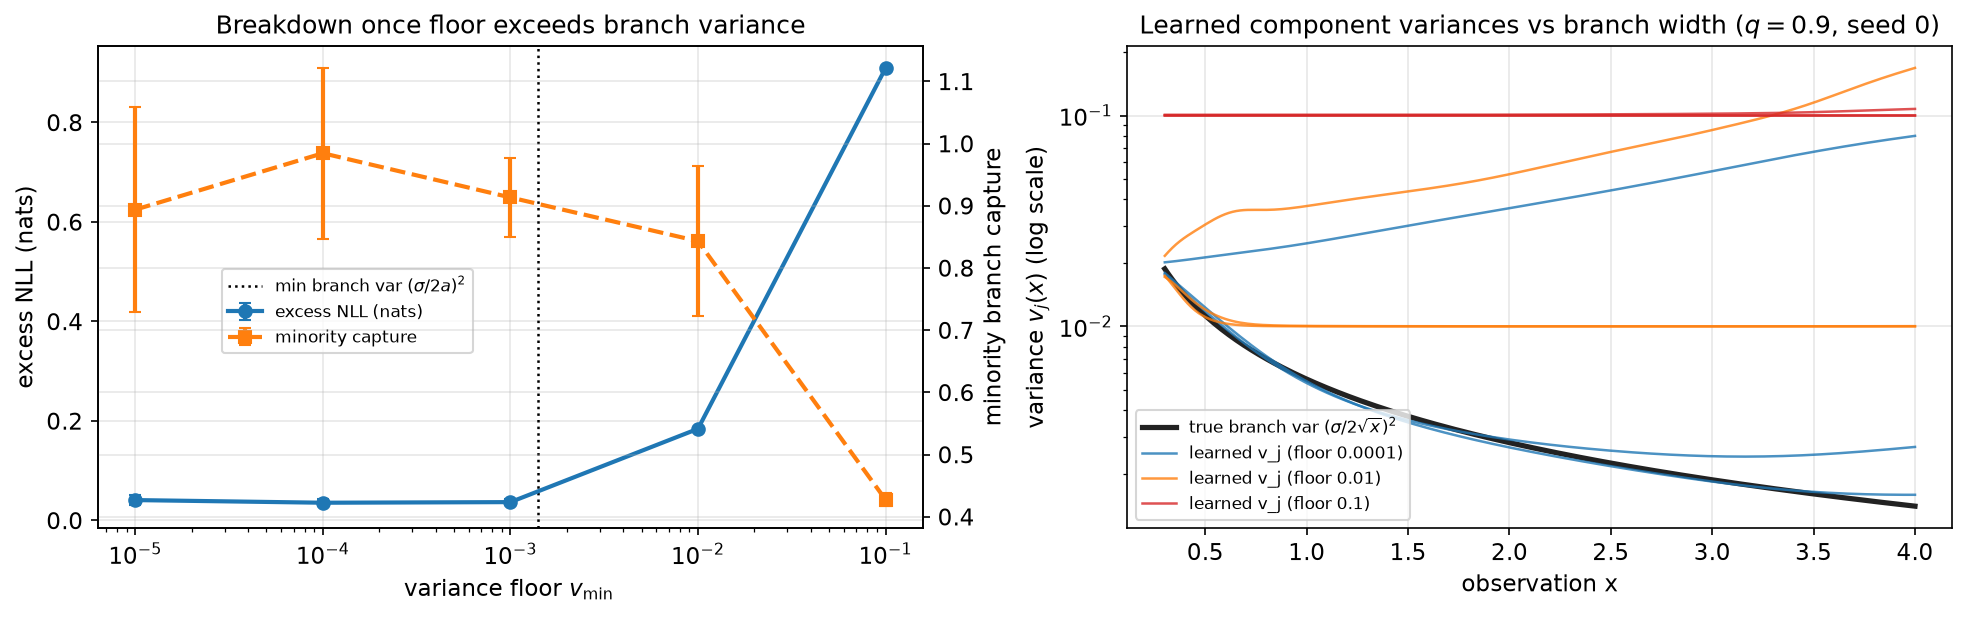 Breakdown once floor exceeds branch variance
excess NLL (nats)
0.8
0.6
0.4
0.2
0.0
1.1
1.0
0.9
0.8
0.7
0.6
0.5
0.4
minority branch capture
min branch var (σ/2a)²
excess NLL (nats)
minority capture
10⁻⁵
10⁻⁴
10⁻³
10⁻²
10⁻¹
variance floor v_min
Learned component variances vs branch width (q = 0.9, seed 0)
variance v_j(x) (log scale)
10⁻¹
10⁻²
true branch var (σ/2√x)²
learned v_j (floor 0.0001)
learned v_j (floor 0.01)
learned v_j (floor 0.1)
0.5
1.0
1.5
2.0
2.5
3.0
3.5
4.0
observation x